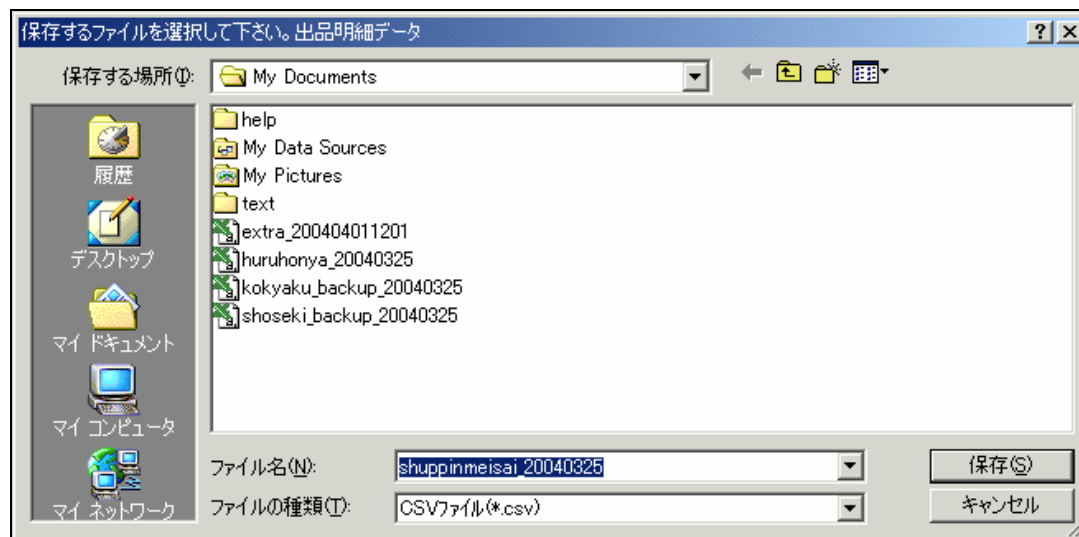 保存するファイルを選択して下さい。出品明細データ
保存する場所(I):
My Documents
help
My Data Sources
My Pictures
text
extra_200404011201
huruhonya_20040325
kokyaku_backup_20040325
shoseki_backup_20040325
履歴
デスクトップ
マイ ドキュメント
マイ コンピュータ
マイ ネットワーク
ファイル名(N):
shuppinmeisai_20040325
保存(S)
ファイルの種類(T):
CSVファイル(*.csv)
キャンセル